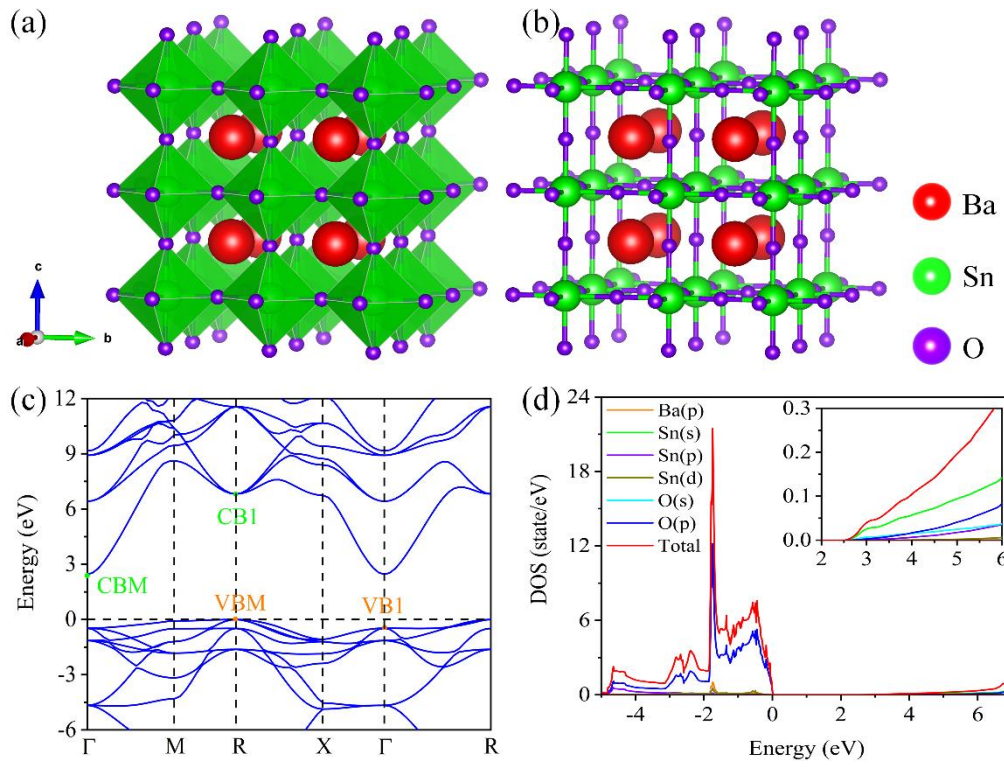 (a)
c
a
b
(b)
Ba
Sn
O
(c)
12
9
6
3
0
-3
-6
Energy (eV)
CBM
CB1
VBM
VB1
Γ M R X Γ R
(d)
24
18
12
6
0
DOS (state/eV)
Ba(p)
Sn(s)
Sn(p)
Sn(d)
O(s)
O(p)
Total
0.3
0.2
0.1
0.0
2 3 4 5 6
-4 -2 0 2 4 6
Energy (eV)